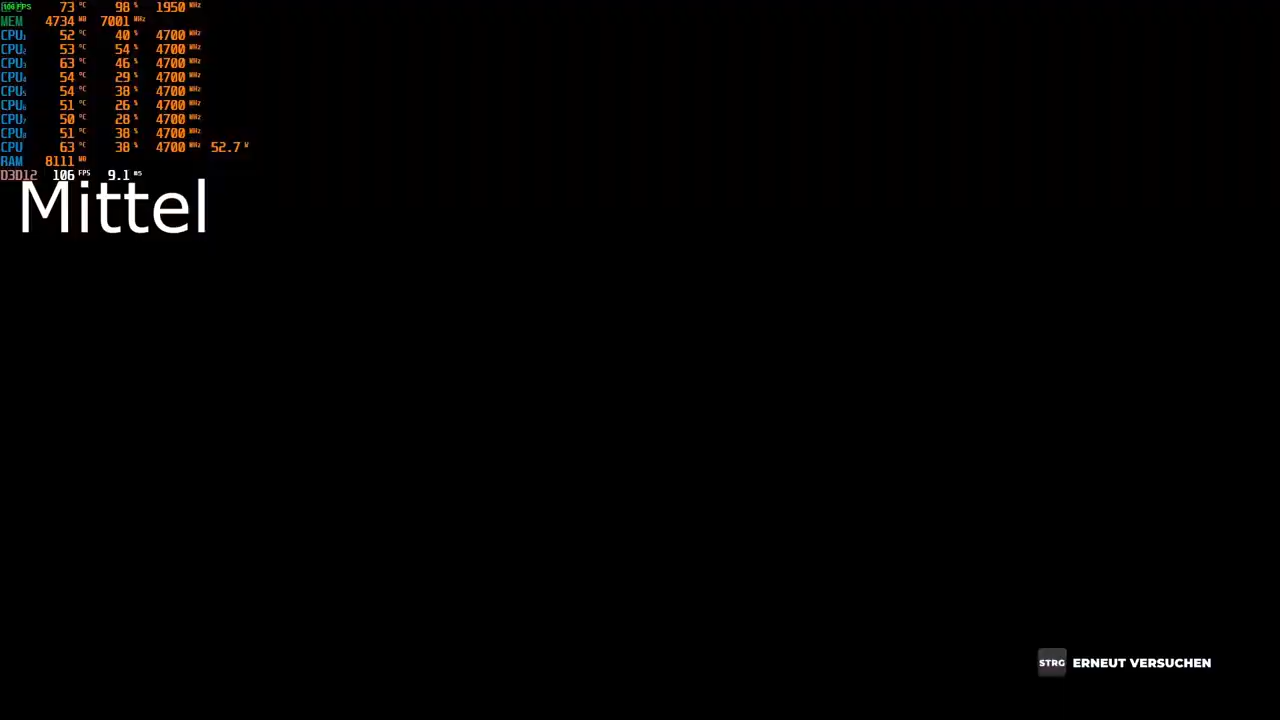 106 FPS 73 °C 98 % 1950 MHz
MEM 4734 MB 7001 MHz
CPU1 52 °C 40 % 4700 MHz
CPU2 53 °C 54 % 4700 MHz
CPU3 63 °C 46 % 4700 MHz
CPU4 54 °C 29 % 4700 MHz
CPU5 54 °C 38 % 4700 MHz
CPU6 51 °C 26 % 4700 MHz
CPU7 50 °C 28 % 4700 MHz
CPU8 51 °C 38 % 4700 MHz
CPU 63 °C 38 % 4700 MHz 52.7 W
RAM 8111 MB
D3D12 106 FPS 9.1 ms
Mittel
STRG ERNEUT VERSUCHEN